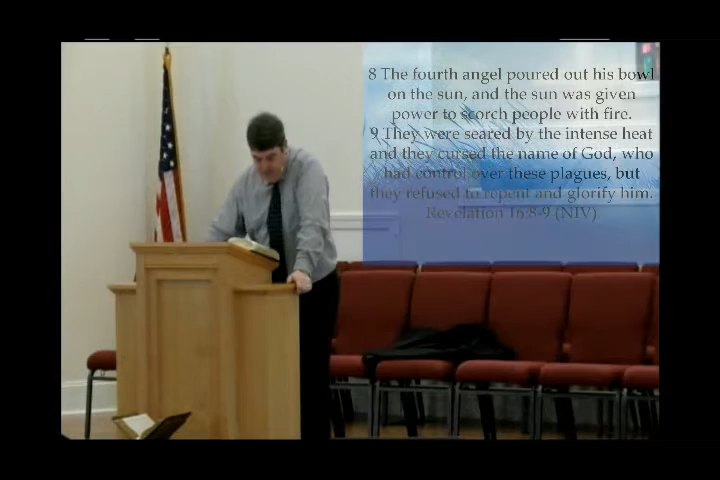 8 The fourth angel poured out his bowl
on the sun, and the sun was given
power to scorch people with fire.
9 They were seared by the intense heat
and they cursed the name of God, who
had control over these plagues, but
they refused to repent and glorify him.
Revelation 16:8-9 (NIV)